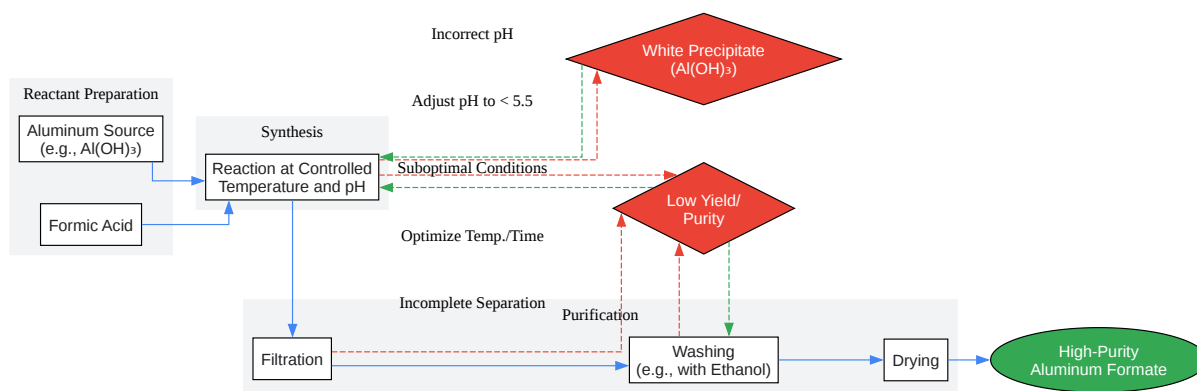 Incorrect pH
White Precipitate
(Al(OH)₃)
Reactant Preparation
Adjust pH to < 5.5
Aluminum Source
(e.g., Al(OH)₃)
Synthesis
Reaction at Controlled
Temperature and pH
Suboptimal Conditions
Formic Acid
Low Yield/
Purity
Optimize Temp./Time
Incomplete Separation
Purification
Filtration
Washing
(e.g., with Ethanol)
Drying
High-Purity
Aluminum Formate